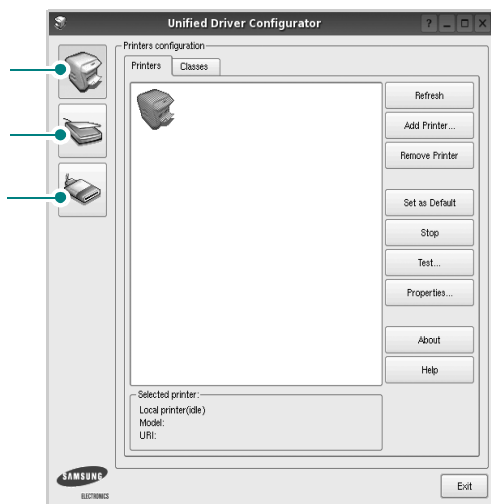 Unified Driver Configurator
Printers configuration
Printers
Classes
Refresh
Add Printer...
Remove Printer
Set as Default
Stop
Test...
Properties...
About
Help
Selected printer:
Local printer(idle)
Model:
URI:
SAMSUNG
ELECTRONICS
Exit